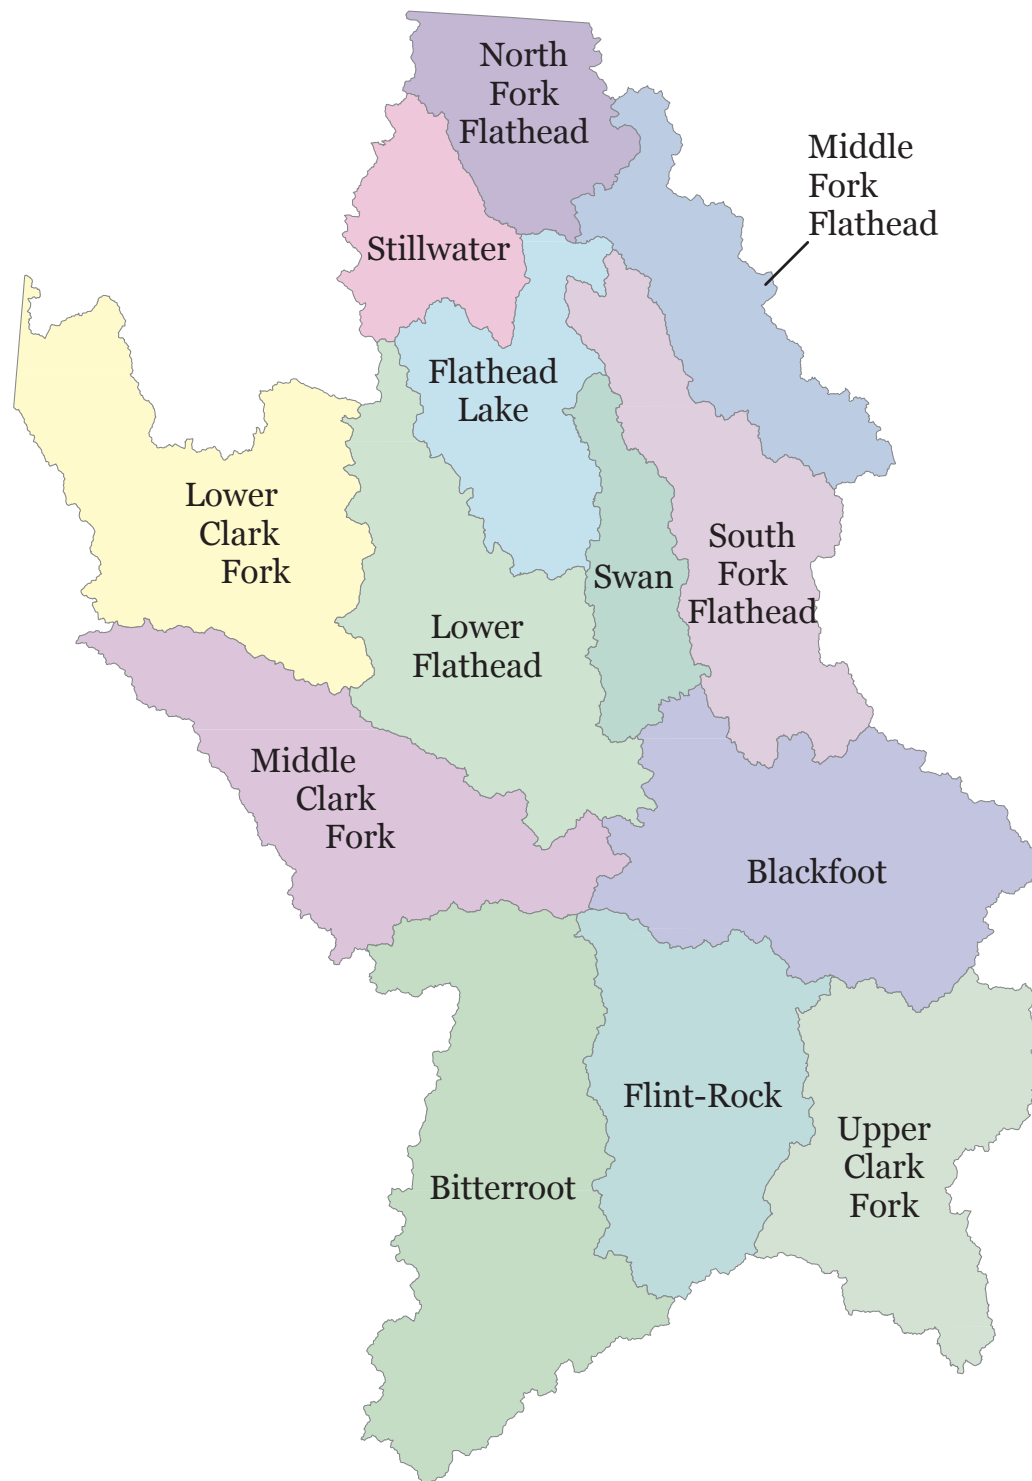 North
Fork
Flathead
Middle
Fork
Flathead
Stillwater
Flathead
Lake
Lower
Clark
Fork
South
Fork
Flathead
Swan
Lower
Flathead
Middle
Clark
Fork
Blackfoot
Flint-Rock
Upper
Clark
Fork
Bitterroot